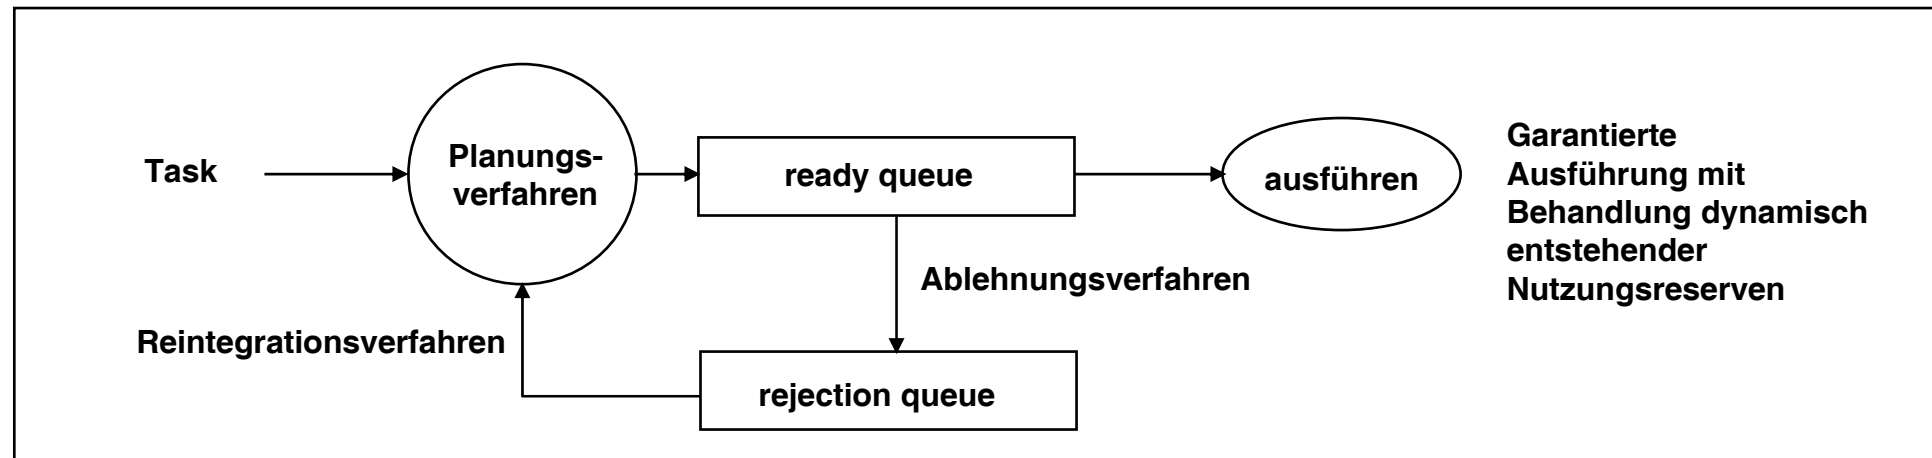 Task
Planungs-
verfahren
ready queue
ausführen
Garantierte
Ausführung mit
Behandlung dynamisch
entstehender
Nutzungsreserven
Ablehnungsverfahren
Reintegrationsverfahren
rejection queue